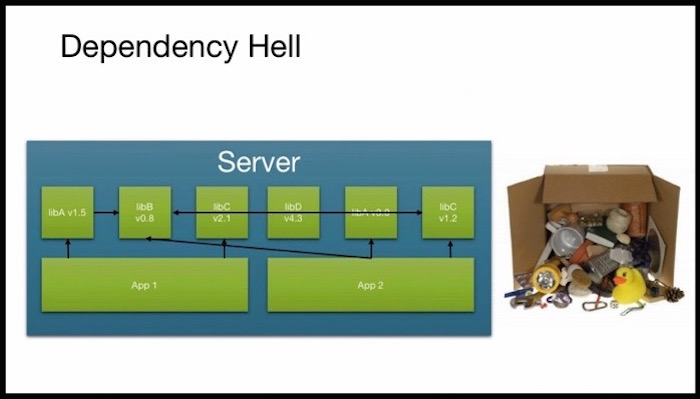 Dependency Hell
Server
libA v1.5
libB
v0.8
libC
v2.1
libD
v4.3
libA
libC
v1.2
App 1
App 2